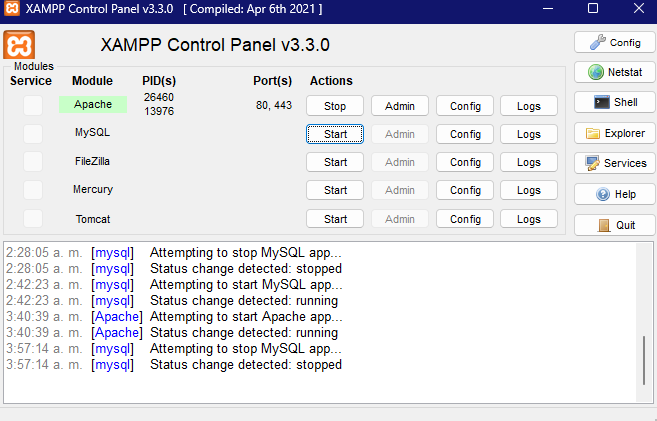 XAMPP Control Panel v3.3.0 [ Compiled: Apr 6th 2021 ]
XAMPP Control Panel v3.3.0
Config
Modules
Service Module PID(s) Port(s) Actions
Netstat
Apache 26460 13976 80, 443 Stop Admin Config Logs
Shell
MySQL Start Admin Config Logs
Explorer
FileZilla Start Admin Config Logs
Services
Mercury Start Admin Config Logs
Help
Tomcat Start Admin Config Logs
Quit
2:28:05 a. m. [mysql] Attempting to stop MySQL app...
2:28:05 a. m. [mysql] Status change detected: stopped
2:42:23 a. m. [mysql] Attempting to start MySQL app...
2:42:23 a. m. [mysql] Status change detected: running
3:40:39 a. m. [Apache] Attempting to start Apache app...
3:40:39 a. m. [Apache] Status change detected: running
3:57:14 a. m. [mysql] Attempting to stop MySQL app...
3:57:14 a. m. [mysql] Status change detected: stopped